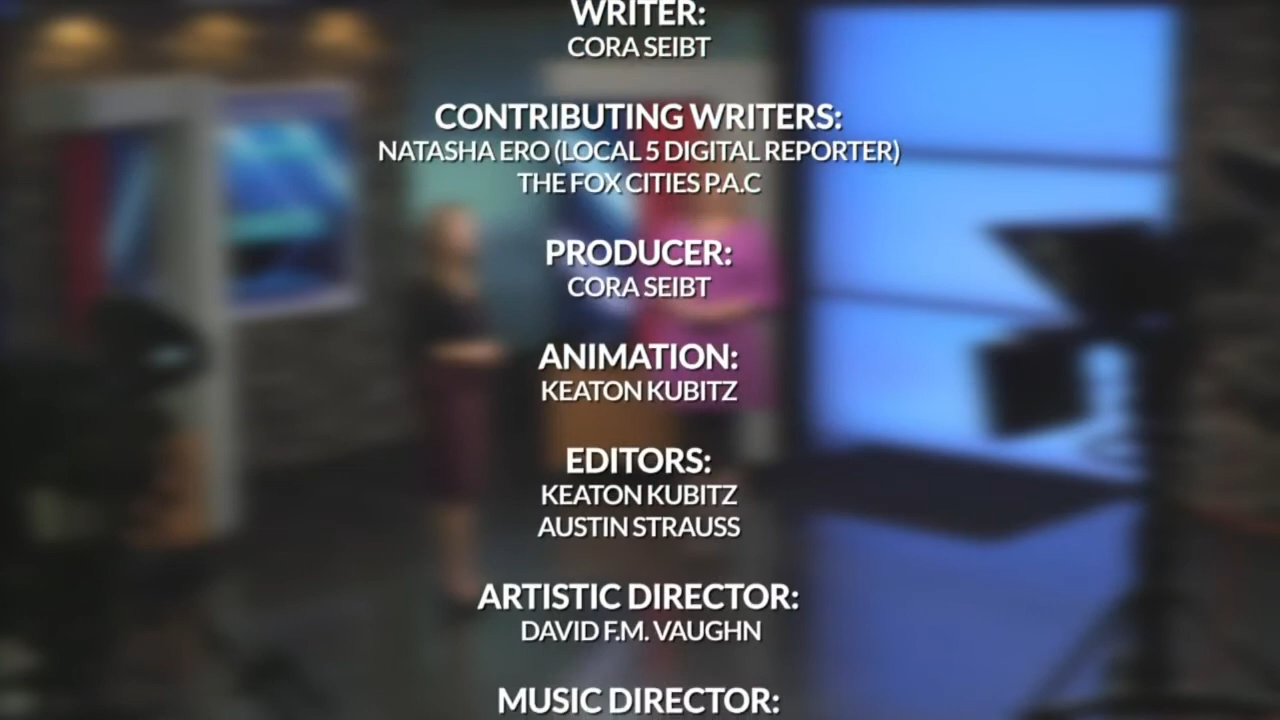 WRITER:
CORA SEIBT
CONTRIBUTING WRITERS:
NATASHA ERO (LOCAL 5 DIGITAL REPORTER)
THE FOX CITIES P.A.C
PRODUCER:
CORA SEIBT
ANIMATION:
KEATON KUBITZ
EDITORS:
KEATON KUBITZ
AUSTIN STRAUSS
ARTISTIC DIRECTOR:
DAVID F.M. VAUGHN
MUSIC DIRECTOR: